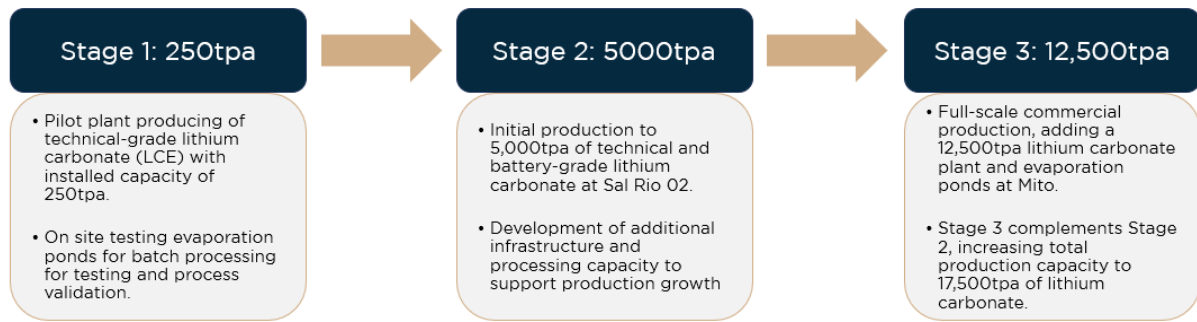 Stage 1: 250tpa
• Pilot plant producing of
technical-grade lithium
carbonate (LCE) with
installed capacity of
250tpa.
• On site testing evaporation
ponds for batch processing
for testing and process
validation.
Stage 2: 5000tpa
• Initial production to
5,000tpa of technical and
battery-grade lithium
carbonate at Sal Rio 02.
• Development of additional
infrastructure and
processing capacity to
support production growth
Stage 3: 12,500tpa
• Full-scale commercial
production, adding a
12,500tpa lithium carbonate
plant and evaporation
ponds at Mito.
• Stage 3 complements Stage
2, increasing total
production capacity to
17,500tpa of lithium
carbonate.